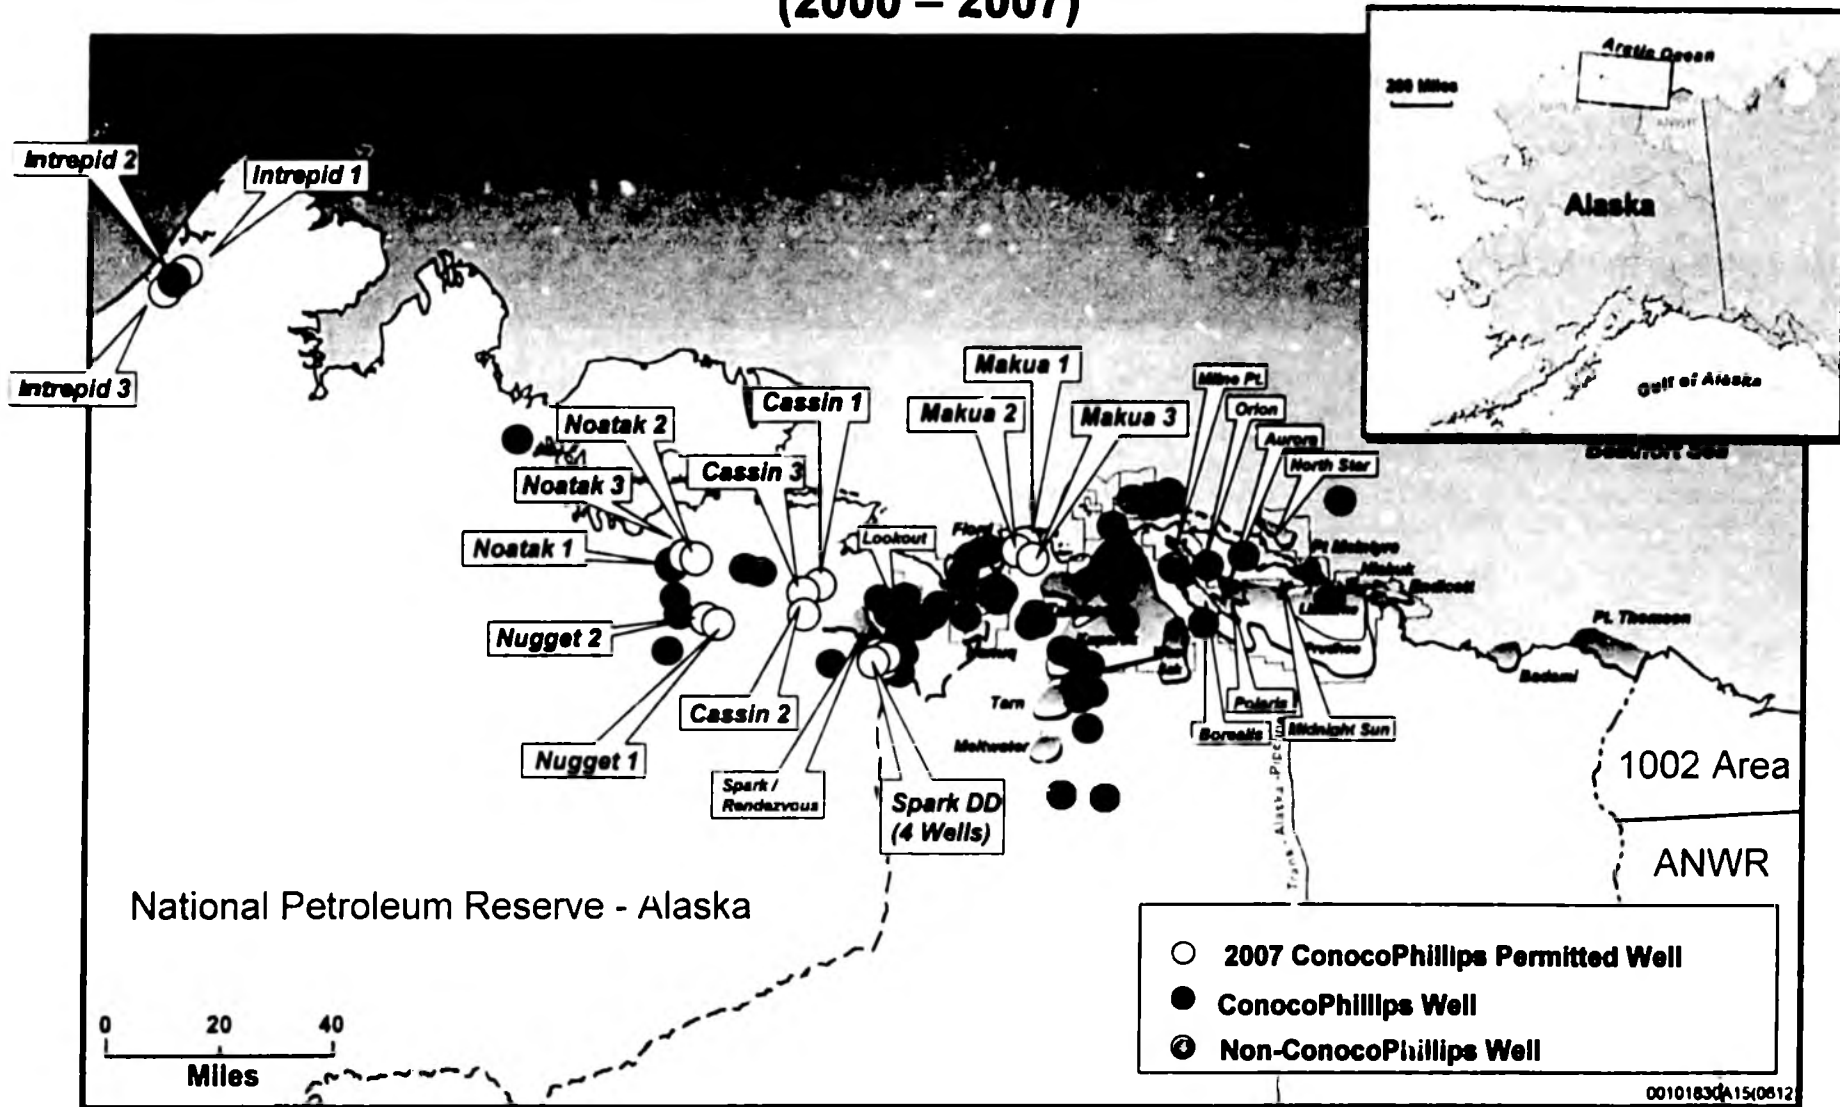 (2000 – 2007)
Arctic Ocean
200 Miles
Alaska
Gulf of Alaska
Intrepid 2
Intrepid 1
Intrepid 3
Makua 1
Makua 2
Makua 3
Cassin 1
Noatak 2
Cassin 3
Noatak 3
Noatak 1
Milne Pt.
Orion
Aurora
North Star
Beaufort Sea
Lookout
Fiord
Pt McIntyre
Niakuk
Endicott
Nugget 2
Pt. Thomson
Kuparuk
Prudhoe
Badami
Cassin 2
Tarn
Polaris
Borealis
Midnight Sun
Meltwater
Nugget 1
Spark /
Rendezvous
Spark DD
(4 Wells)
1002 Area
ANWR
Trans - Alaska - Pipeline
National Petroleum Reserve - Alaska
0 20 40
Miles
2007 ConocoPhillips Permitted Well
ConocoPhillips Well
Non-ConocoPhillips Well